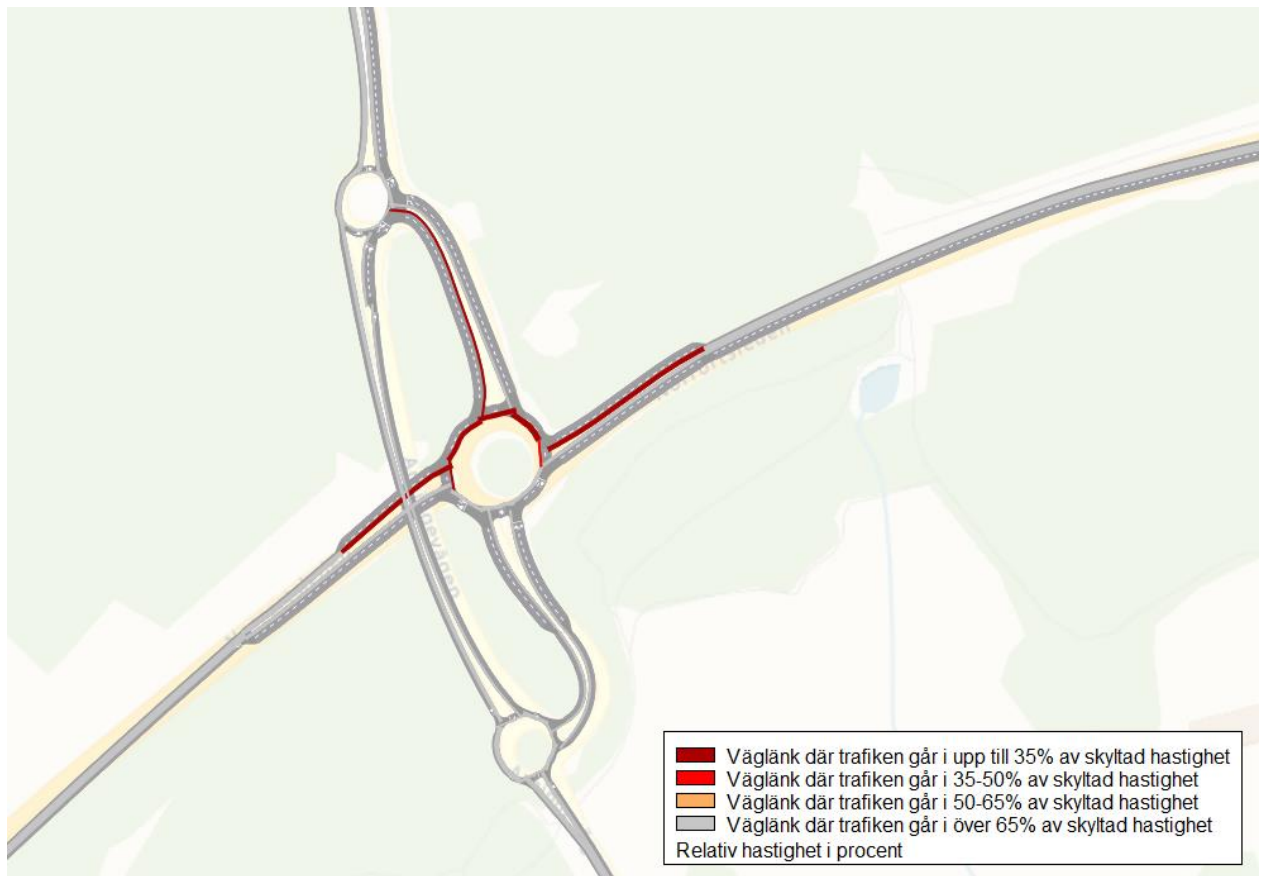 Väglänk där trafiken går i upp till 35% av skyltad hastighet
Väglänk där trafiken går i 35-50% av skyltad hastighet
Väglänk där trafiken går i 50-65% av skyltad hastighet
Väglänk där trafiken går i över 65% av skyltad hastighet
Relativ hastighet i procent